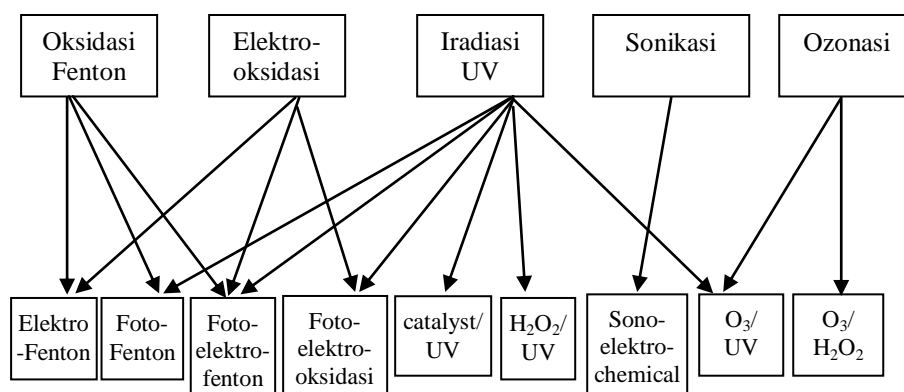 Oksidasi
Fenton
Elektro-
oksidasi
Iradiasi
UV
Sonikasi
Ozonasi
Elektro
-Fenton
Foto-
Fenton
Foto-
elektro-
fenton
Foto-
elektro-
oksidasi
catalyst/
UV
H₂O₂/
UV
Sono-
elektro-
chemical
O₃/
UV
O₃/
H₂O₂